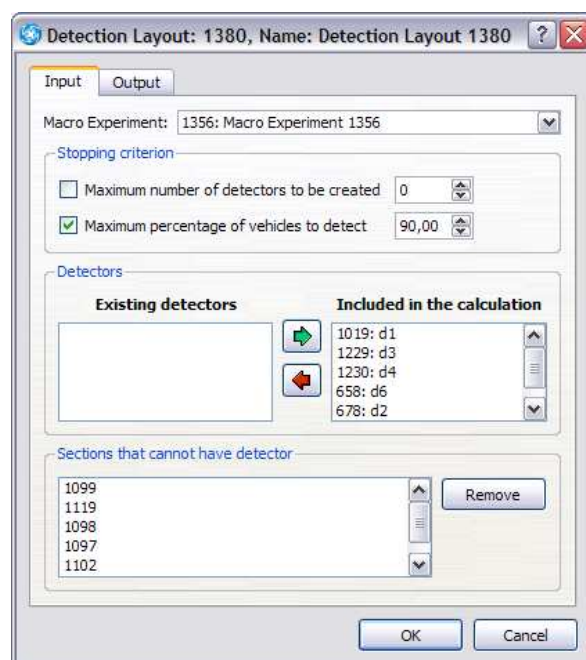 Detection Layout: 1380, Name: Detection Layout 1380
Input Output
Macro Experiment: 1356: Macro Experiment 1356
Stopping criterion
Maximum number of detectors to be created 0
Maximum percentage of vehicles to detect 90,00
Detectors
Existing detectors Included in the calculation
1019: d1
1229: d3
1230: d4
658: d6
678: d2
Sections that cannot have detector
1099
1119
1098
1097
1102
Remove
OK Cancel